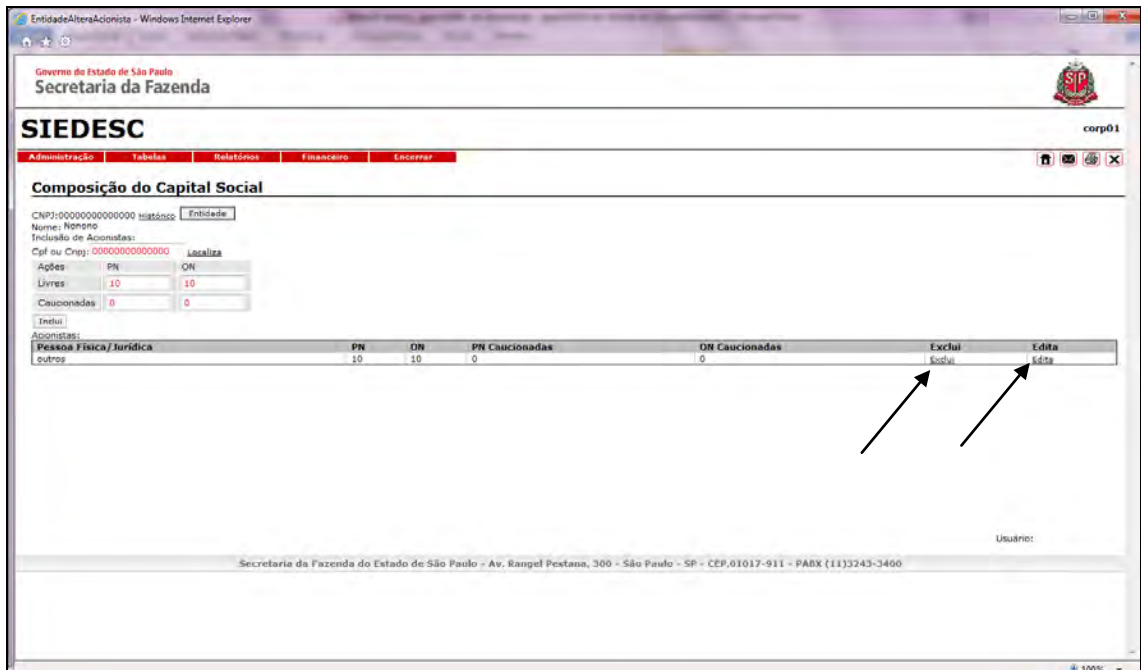 EntidadeAlteraAcionista - Windows Internet Explorer
Governo do Estado de São Paulo
Secretaria da Fazenda
SP
SIEDESC
corp01
Administração Tabelas Relatórios Financeiro Encerrar
Composição do Capital Social
CNPJ:00000000000000 Histórico Entidade
Nome: Nonono
Inclusão de Acionistas:
Cpf ou Cnpj: 00000000000000 Localiza
Ações PN ON
Livres 10 10
Caucionadas 0 0
Inclui
Acionistas:
Pessoa Física/Jurídica PN ON PN Caucionadas ON Caucionadas Exclui Edita
outros 10 10 0 0 Exclui Edita
Usuário:
Secretaria da Fazenda do Estado de São Paulo - Av. Rangel Pestana, 300 - São Paulo - SP - CEP.01017-911 - PABX (11)3243-3400
100%